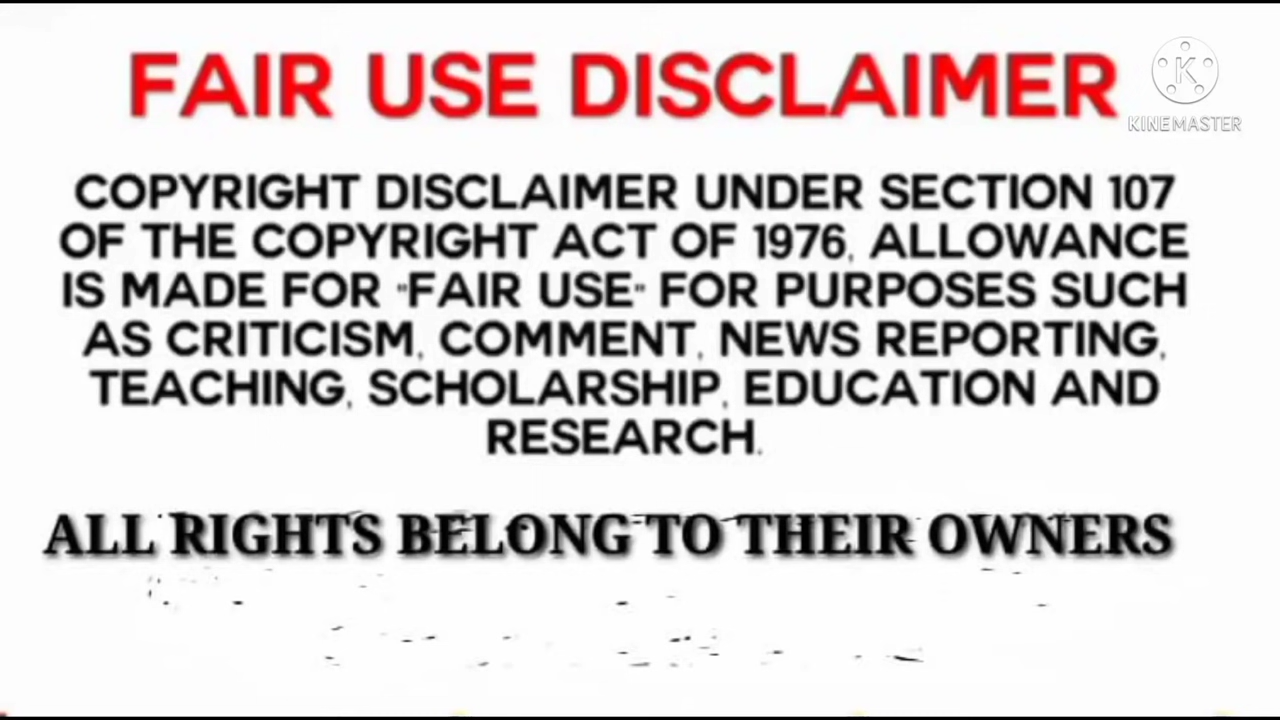 FAIR USE DISCLAIMER
K
KINEMASTER
COPYRIGHT DISCLAIMER UNDER SECTION 107
OF THE COPYRIGHT ACT OF 1976, ALLOWANCE
IS MADE FOR "FAIR USE" FOR PURPOSES SUCH
AS CRITICISM, COMMENT, NEWS REPORTING,
TEACHING, SCHOLARSHIP, EDUCATION AND
RESEARCH.
ALL RIGHTS BELONG TO THEIR OWNERS